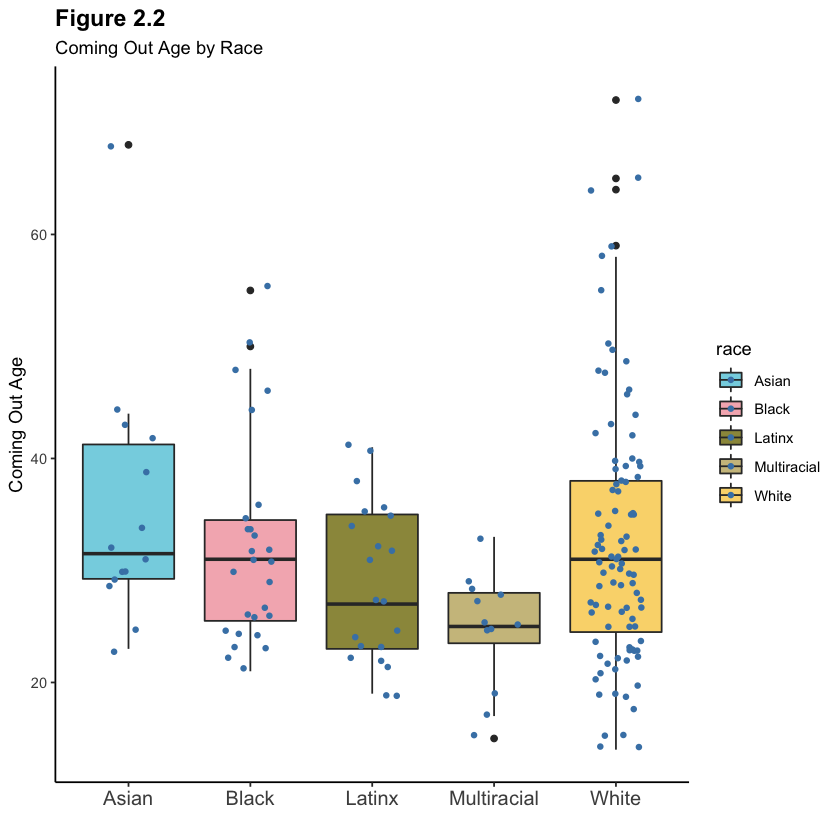 Figure 2.2
Coming Out Age by Race
60
40
20
Coming Out Age
Asian
Black
Latinx
Multiracial
White
race
Asian
Black
Latinx
Multiracial
White